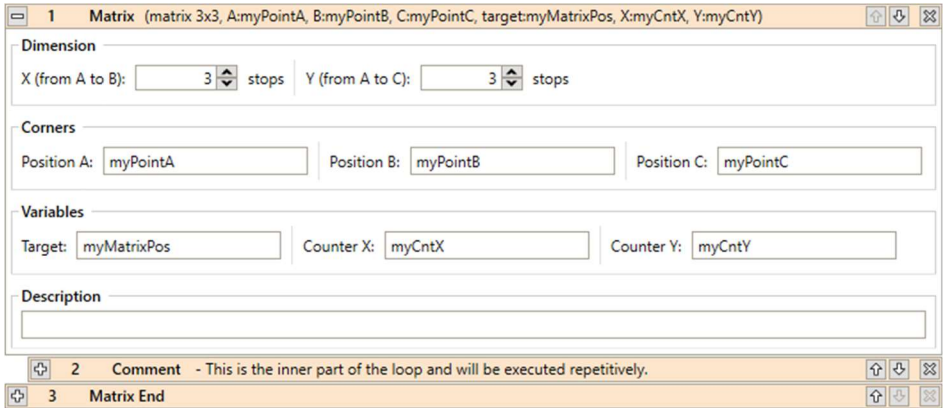 1 Matrix (matrix 3x3, A:myPointA, B:myPointB, C:myPointC, target:myMatrixPos, X:myCntX, Y:myCntY)
Dimension
X (from A to B): 3 stops Y (from A to C): 3 stops
Corners
Position A: myPointA Position B: myPointB Position C: myPointC
Variables
Target: myMatrixPos Counter X: myCntX Counter Y: myCntY
Description
2 Comment - This is the inner part of the loop and will be executed repetitively.
3 Matrix End